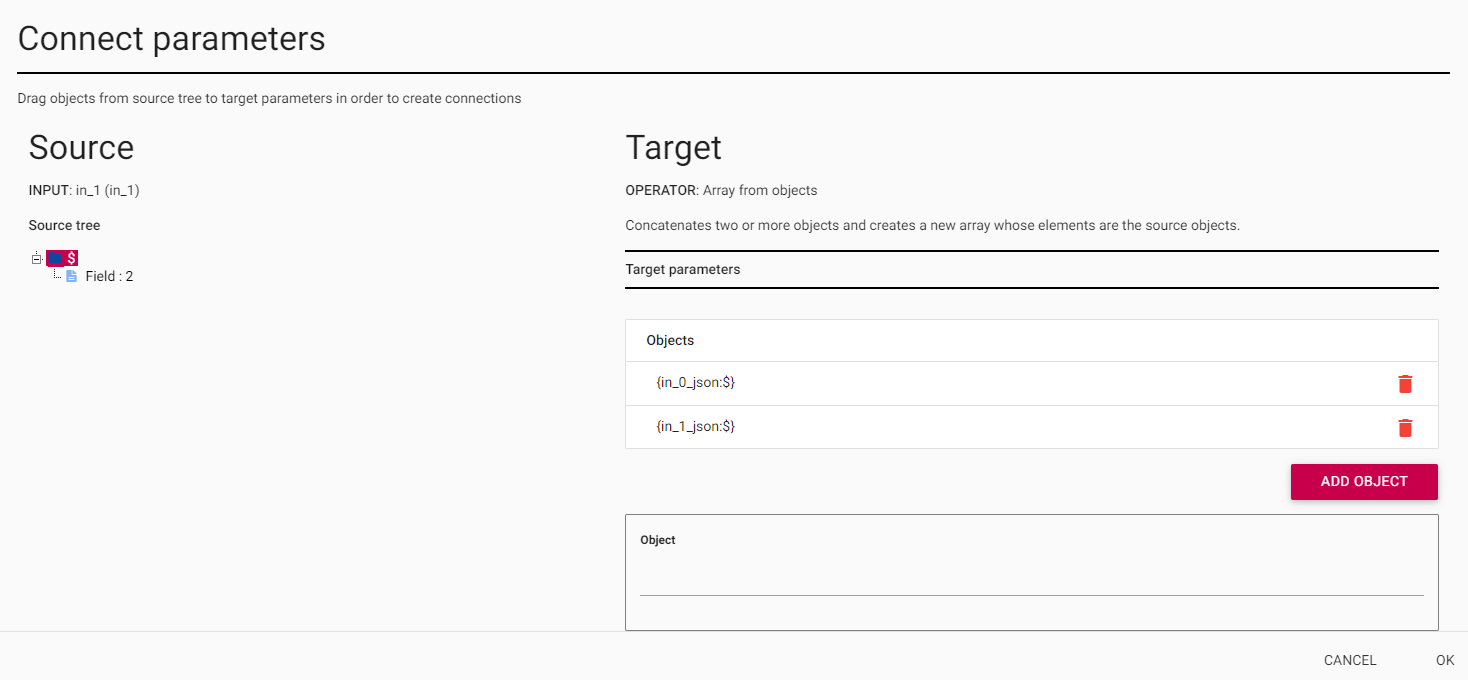 Connect parameters
Drag objects from source tree to target parameters in order to create connections
Source
INPUT: in_1 (in_1)
Source tree
$
Field : 2
Target
OPERATOR: Array from objects
Concatenates two or more objects and creates a new array whose elements are the source objects.
Target parameters
Objects
{in_0_json:$}
{in_1_json:$}
ADD OBJECT
Object
CANCEL OK